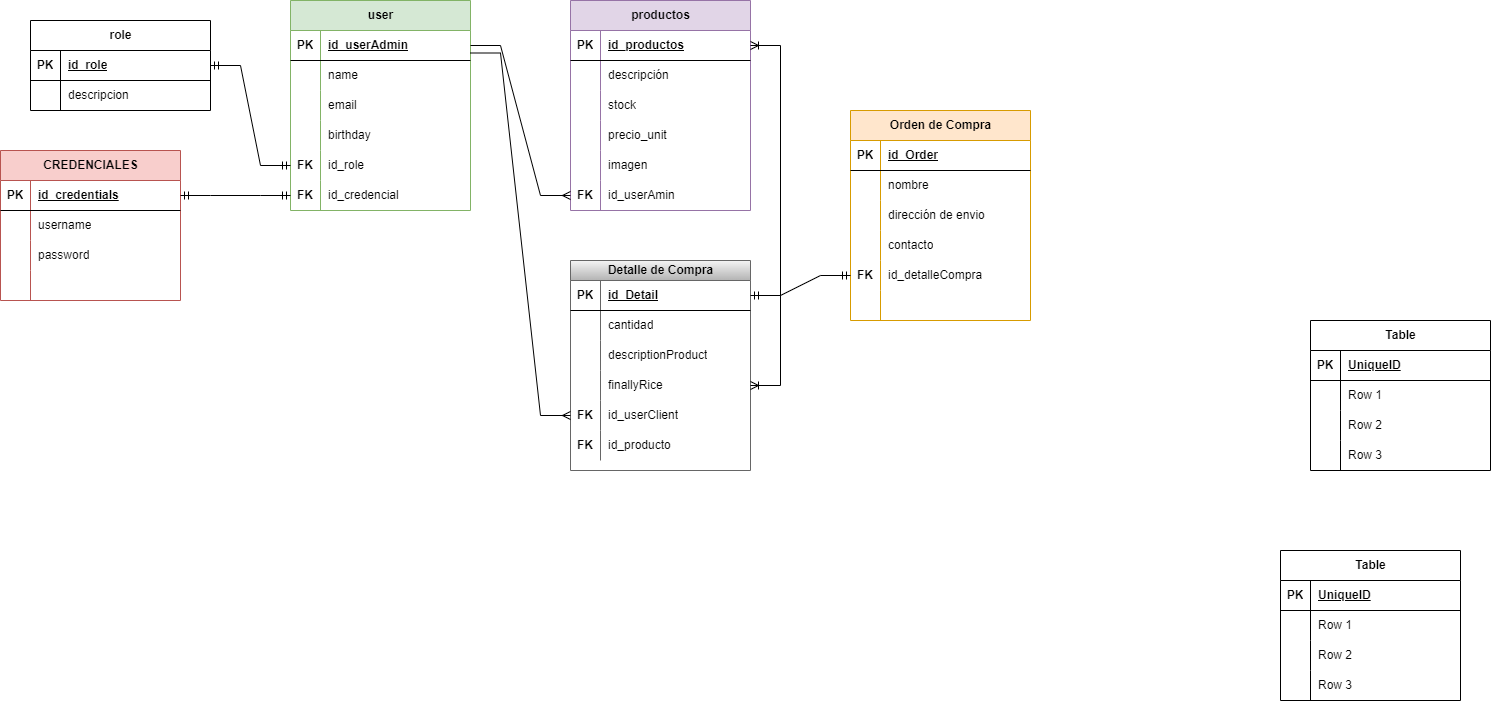 role
PK id_role
descripcion
CREDENCIALES
PK id_credentials
username
password
user
PK id_userAdmin
name
email
birthday
FK id_role
FK id_credencial
productos
PK id_productos
descripción
stock
precio_unit
imagen
FK id_userAmin
Detalle de Compra
PK id_Detail
cantidad
descriptionProduct
finallyRice
FK id_userClient
FK id_producto
Orden de Compra
PK id_Order
nombre
dirección de envio
contacto
FK id_detalleCompra
Table
PK UniqueID
Row 1
Row 2
Row 3
Table
PK UniqueID
Row 1
Row 2
Row 3